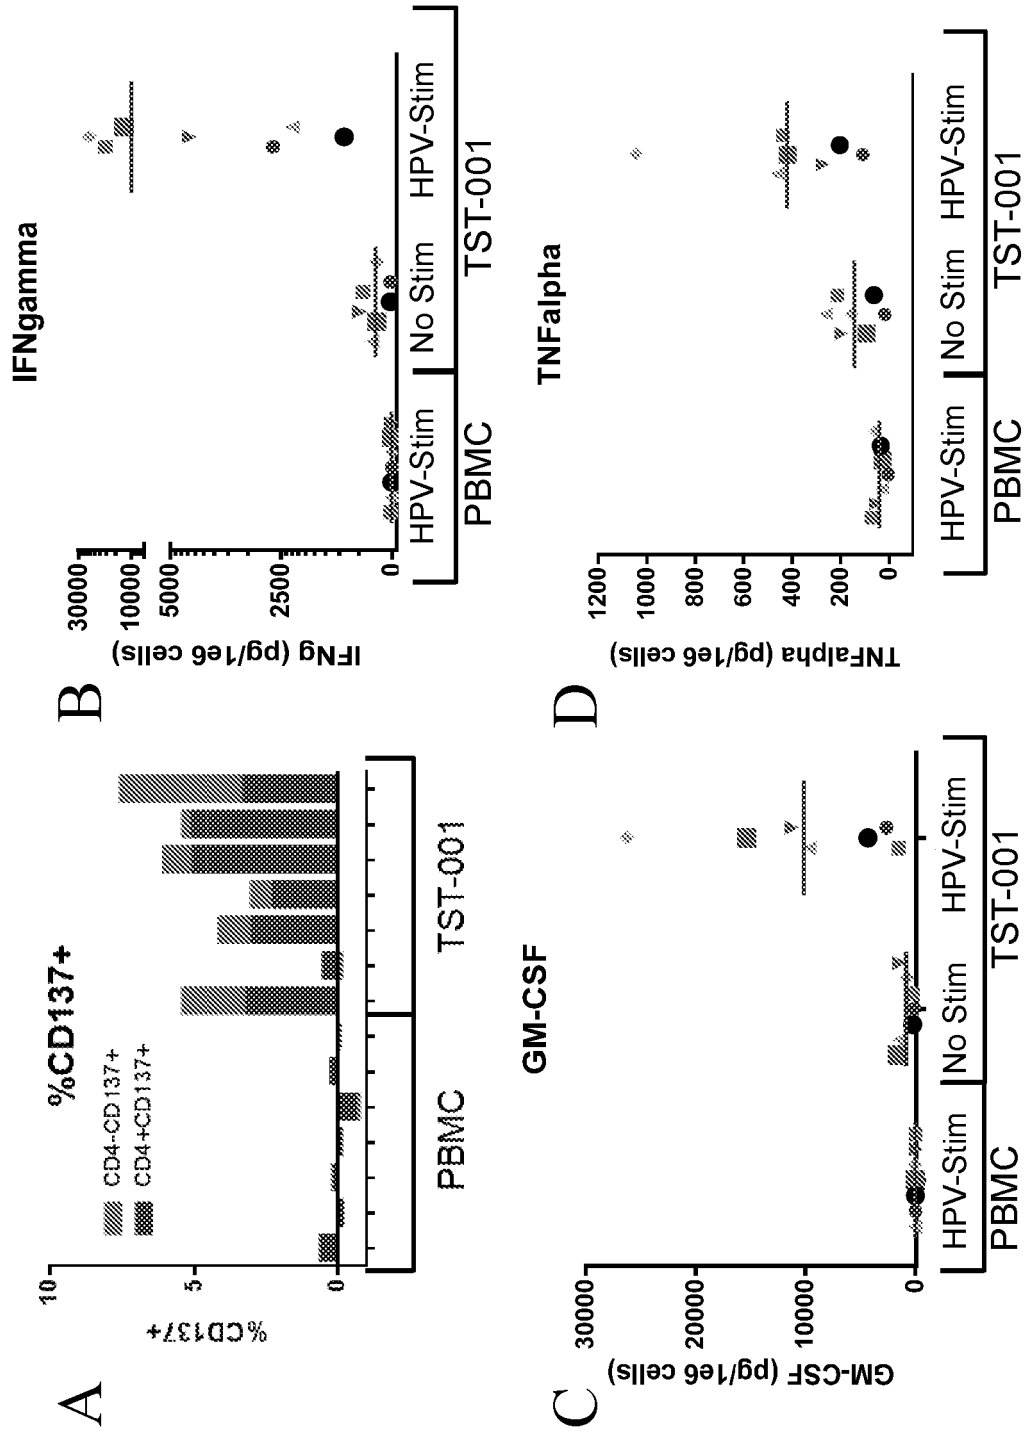 A
%CD137+
CD4-CD137+
CD4+CD137+
%CD137+
10
5
0
PBMC
TST-001
B
IFNgamma
IFNg (pg/1e6 cells)
30000
10000
5000
2500
0
HPV-Stim
No Stim
HPV-Stim
PBMC
TST-001
C
GM-CSF
GM-CSF (pg/1e6 cells)
30000
20000
10000
0
HPV-Stim
No Stim
HPV-Stim
PBMC
TST-001
D
TNFalpha
TNFalpha (pg/1e6 cells)
1200
1000
800
600
400
200
0
HPV-Stim
No Stim
HPV-Stim
PBMC
TST-001